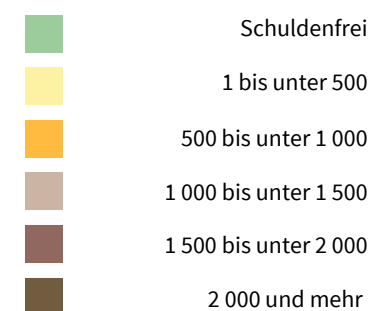 Schuldenfrei
1 bis unter 500
500 bis unter 1 000
1 000 bis unter 1 500
1 500 bis unter 2 000
2 000 und mehr